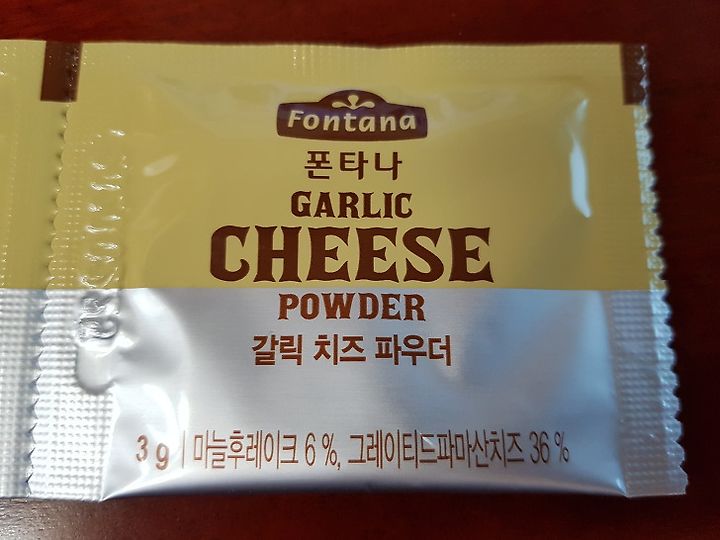 Fontana
폰타나
GARLIC
CHEESE
POWDER
갈릭 치즈 파우더
3 g | 마늘후레이크 6 %, 그레이티드파마산치즈 36 %